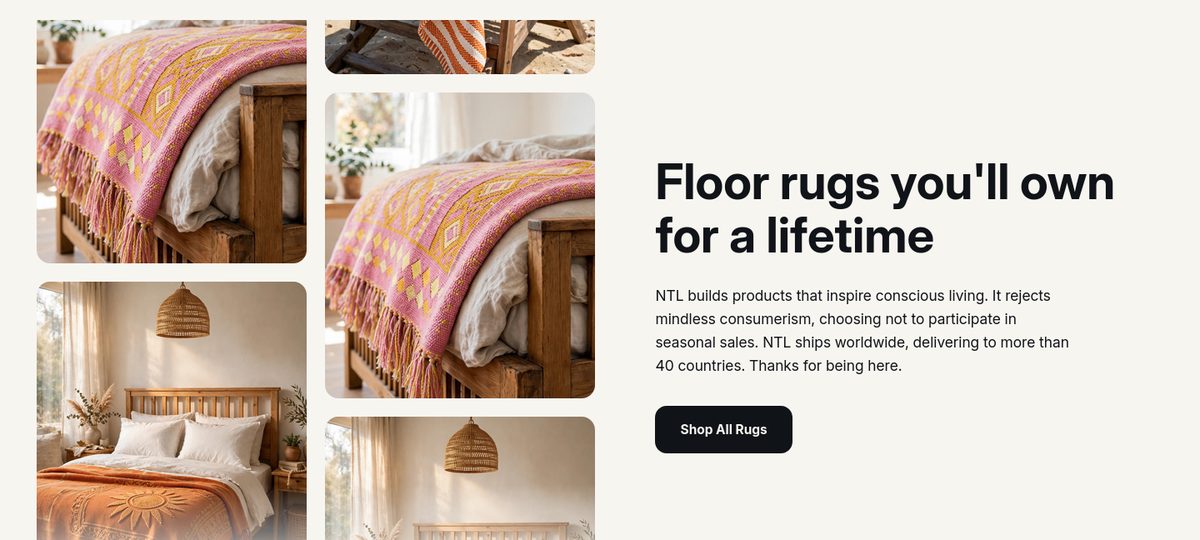 Floor rugs you'll own
for a lifetime
NTL builds products that inspire conscious living. It rejects
mindless consumerism, choosing not to participate in
seasonal sales. NTL ships worldwide, delivering to more than
40 countries. Thanks for being here.
Shop All Rugs